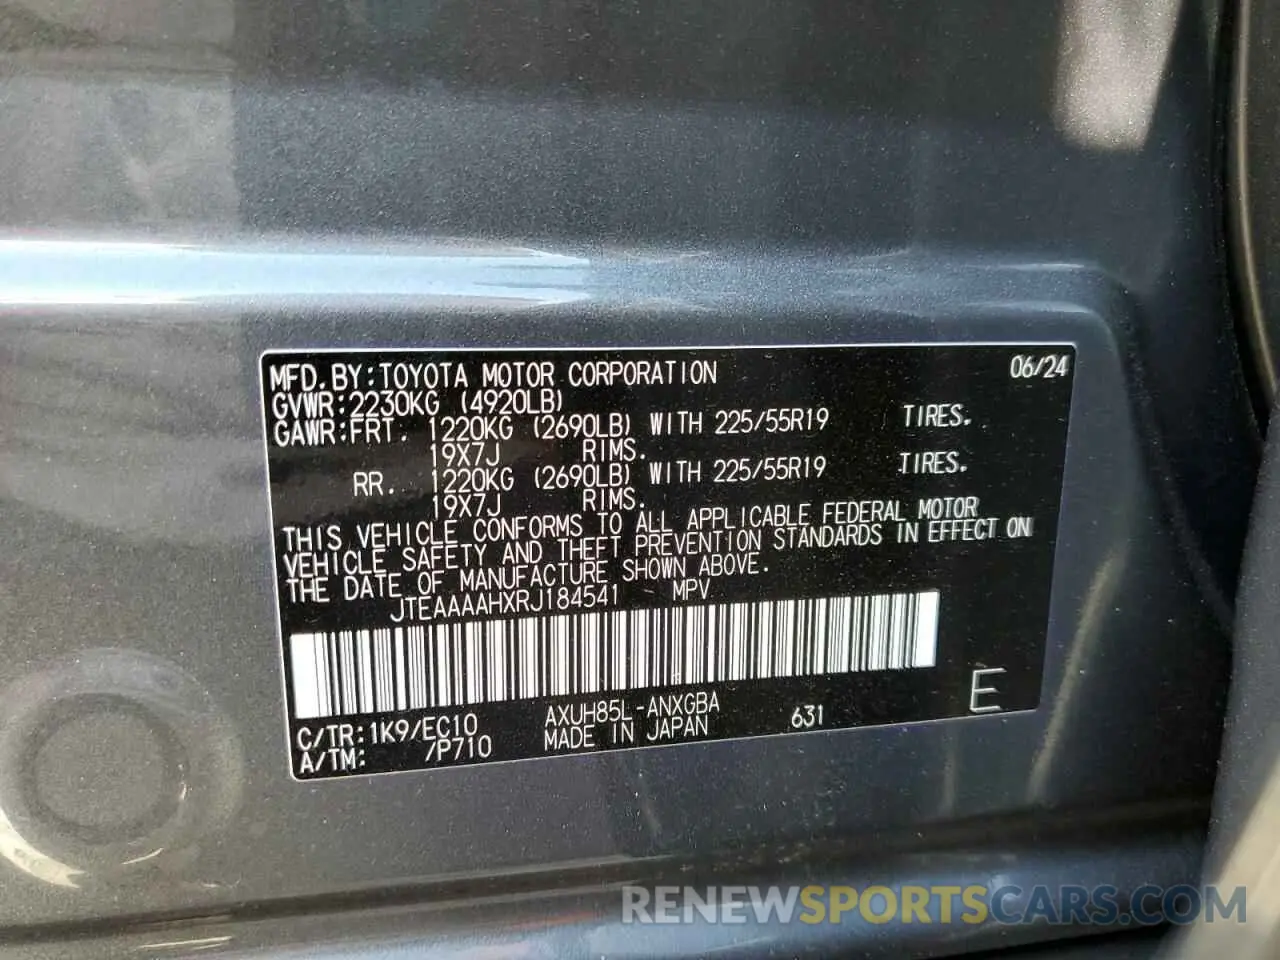 MFD.BY:TOYOTA MOTOR CORPORATION 06/24
GVWR:2230KG (4920LB)
GAWR:FRT. 1220KG (2690LB) WITH 225/55R19 TIRES.
19X7J RIMS.
RR. 1220KG (2690LB) WITH 225/55R19 TIRES.
19X7J RIMS.
THIS VEHICLE CONFORMS TO ALL APPLICABLE FEDERAL MOTOR
VEHICLE SAFETY AND THEFT PREVENTION STANDARDS IN EFFECT ON
THE DATE OF MANUFACTURE SHOWN ABOVE.
JTEAAAAHXRJ184541 MPV
C/TR:1K9/EC10 AXUH85L-ANXGBA 631 E
A/TM: /P710 MADE IN JAPAN
RENEWSPORTSCARS.COM